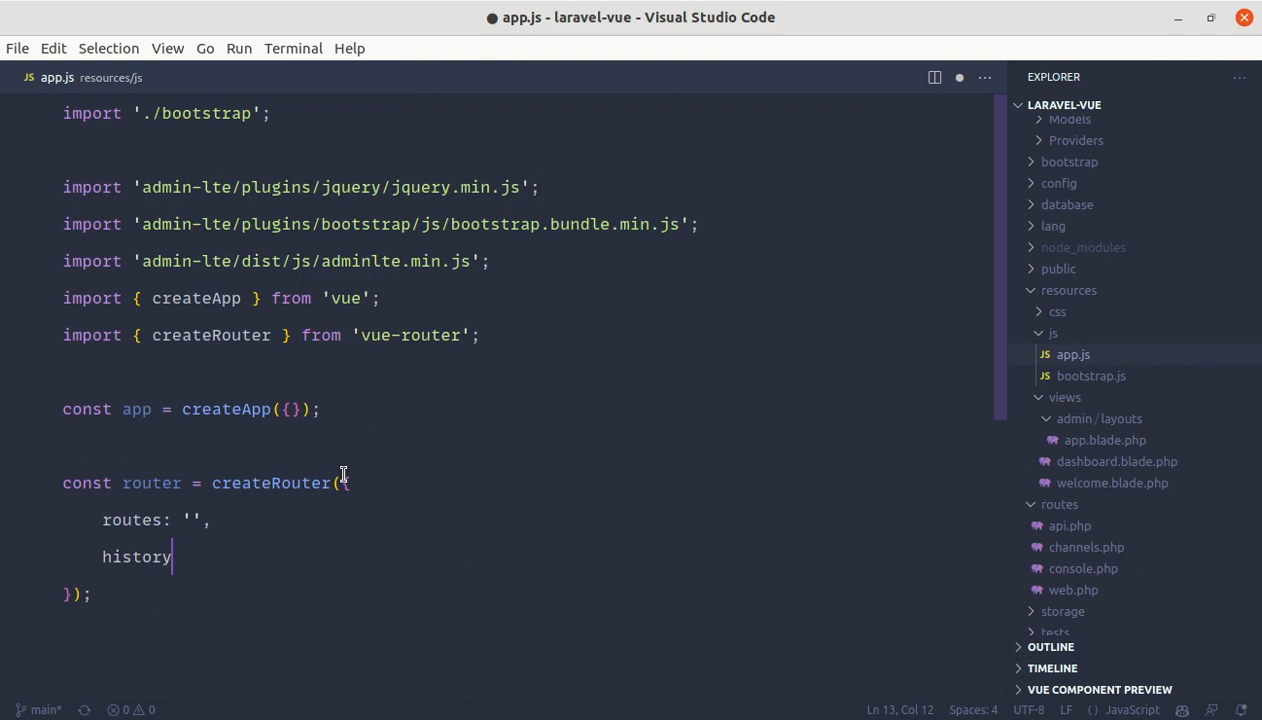 ● app.js - laravel-vue - Visual Studio Code
File Edit Selection View Go Run Terminal Help
JS app.js resources/js
import './bootstrap';
import 'admin-lte/plugins/jquery/jquery.min.js';
import 'admin-lte/plugins/bootstrap/js/bootstrap.bundle.min.js';
import 'admin-lte/dist/js/adminlte.min.js';
import { createApp } from 'vue';
import { createRouter } from 'vue-router';
const app = createApp({});
const router = createRouter({
    routes: '',
    history
});
EXPLORER
LARAVEL-VUE
Models
Providers
bootstrap
config
database
lang
node_modules
public
resources
css
js
JS app.js
JS bootstrap.js
views
admin/layouts
app.blade.php
dashboard.blade.php
welcome.blade.php
routes
api.php
channels.php
console.php
web.php
storage
tests
OUTLINE
TIMELINE
VUE COMPONENT PREVIEW
main* 0 0 Ln 13, Col 12 Spaces: 4 UTF-8 LF {} JavaScript